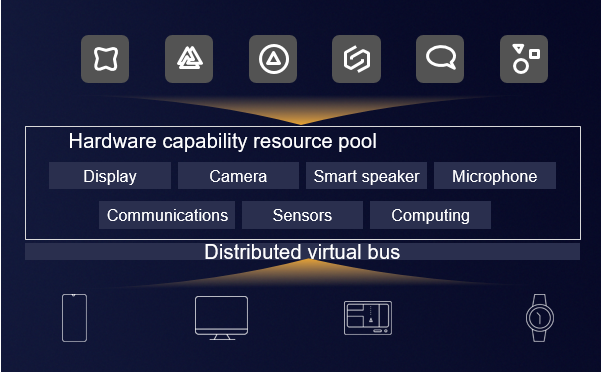 Hardware capability resource pool
Display Camera Smart speaker Microphone
Communications Sensors Computing
Distributed virtual bus